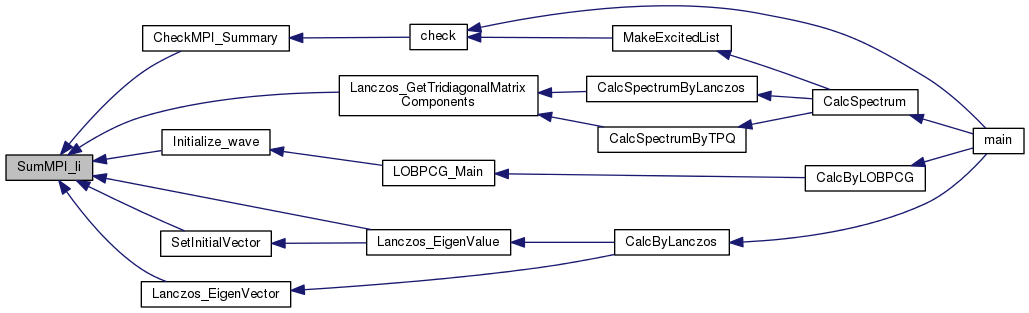 CheckMPI_Summary
check
MakeExcitedList
Lanczos_GetTridiagonalMatrix
Components
CalcSpectrumByLanczos
CalcSpectrum
CalcSpectrumByTPQ
Initialize_wave
main
SumMPI_li
LOBPCG_Main
CalcByLOBPCG
SetInitialVector
Lanczos_EigenValue
CalcByLanczos
Lanczos_EigenVector